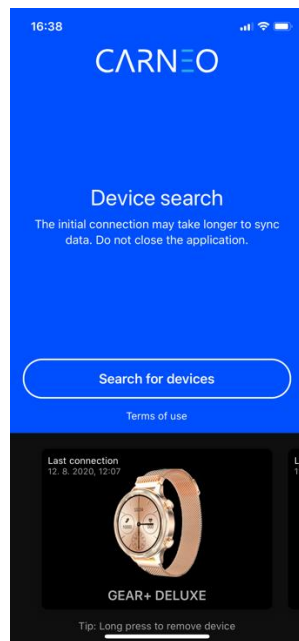 16:38
CARNEO
Device search
The initial connection may take longer to sync
data. Do not close the application.
Search for devices
Terms of use
Last connection
12. 8. 2020, 12:07
GEAR+ DELUXE
Tip: Long press to remove device